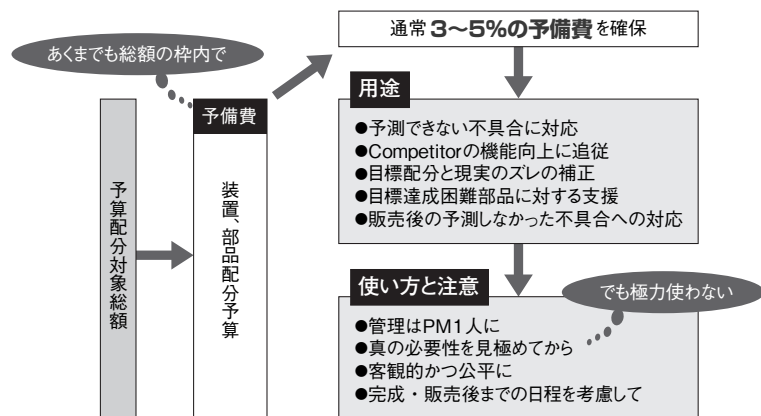 あくまでも総額の枠内で
通常3〜5%の予備費を確保
予算配分対象総額
予備費
装置、部品配分予算
用途
●予測できない不具合に対応
●Competitorの機能向上に追従
●目標配分と現実のズレの補正
●目標達成困難部品に対する支援
●販売後の予測しなかった不具合への対応
使い方と注意
でも極力使わない
●管理はPM1人に
●真の必要性を見極めてから
●客観的かつ公平に
●完成・販売後までの日程を考慮して